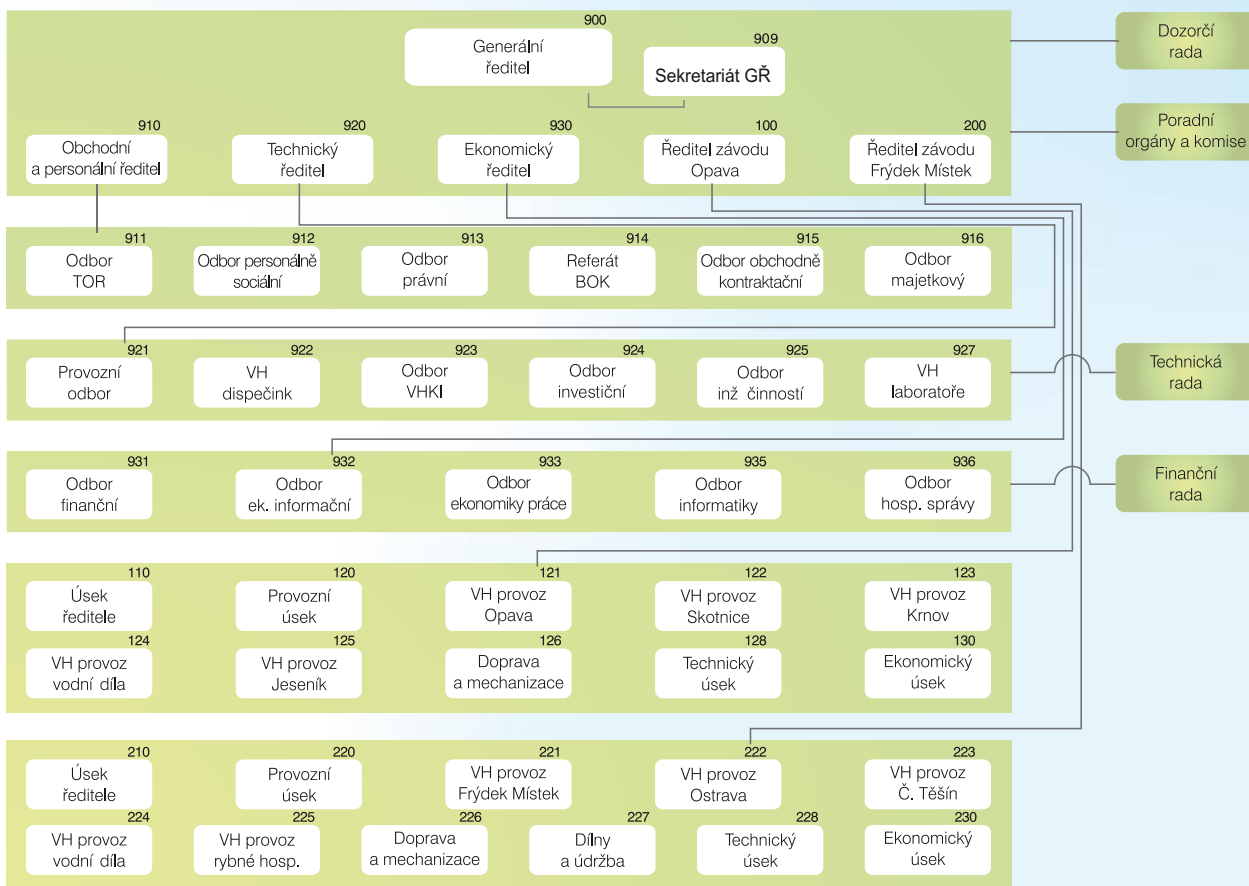 900
Generální
ředitel
909
Sekretariát GŘ
Dozorčí
rada
Poradní
orgány a komise
910
Obchodní
a personální ředitel
920
Technický
ředitel
930
Ekonomický
ředitel
100
Ředitel závodu
Opava
200
Ředitel závodu
Frýdek Místek
911
Odbor
TOR
912
Odbor personálně
sociální
913
Odbor
právní
914
Referát
BOK
915
Odbor obchodně
kontraktační
916
Odbor
majetkový
921
Provozní
odbor
922
VH
dispečink
923
Odbor
VHKI
924
Odbor
investiční
925
Odbor
inž činností
927
VH
laboratoře
Technická
rada
931
Odbor
finanční
932
Odbor
ek. informační
933
Odbor
ekonomiky práce
935
Odbor
informatiky
936
Odbor
hosp. správy
Finanční
rada
110
Úsek
ředitele
120
Provozní
úsek
121
VH provoz
Opava
122
VH provoz
Skotnice
123
VH provoz
Krnov
124
VH provoz
vodní díla
125
VH provoz
Jeseník
126
Doprava
a mechanizace
128
Technický
úsek
130
Ekonomický
úsek
210
Úsek
ředitele
220
Provozní
úsek
221
VH provoz
Frýdek Místek
222
VH provoz
Ostrava
223
VH provoz
Č. Těšín
224
VH provoz
vodní díla
225
VH provoz
rybné hosp.
226
Doprava
a mechanizace
227
Dílny
a údržba
228
Technický
úsek
230
Ekonomický
úsek